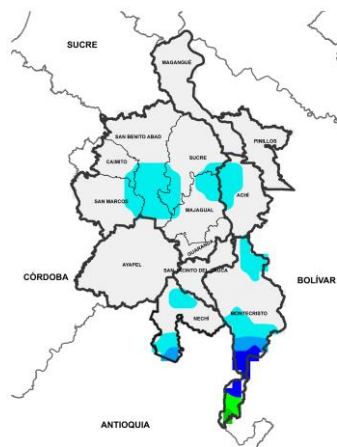 SUCRE
MAGANGUÉ
PINILLOS
SAN BENITO ABAD
SUCRE
CAIMITO
ACHÍ
SAN MARCOS
MAJAGUAL
GUARANDA
AYAPEL
CÓRDOBA
SAN JACINTO DEL CAUCA
BOLÍVAR
NECHÍ
MONTECRISTO
ANTIOQUIA